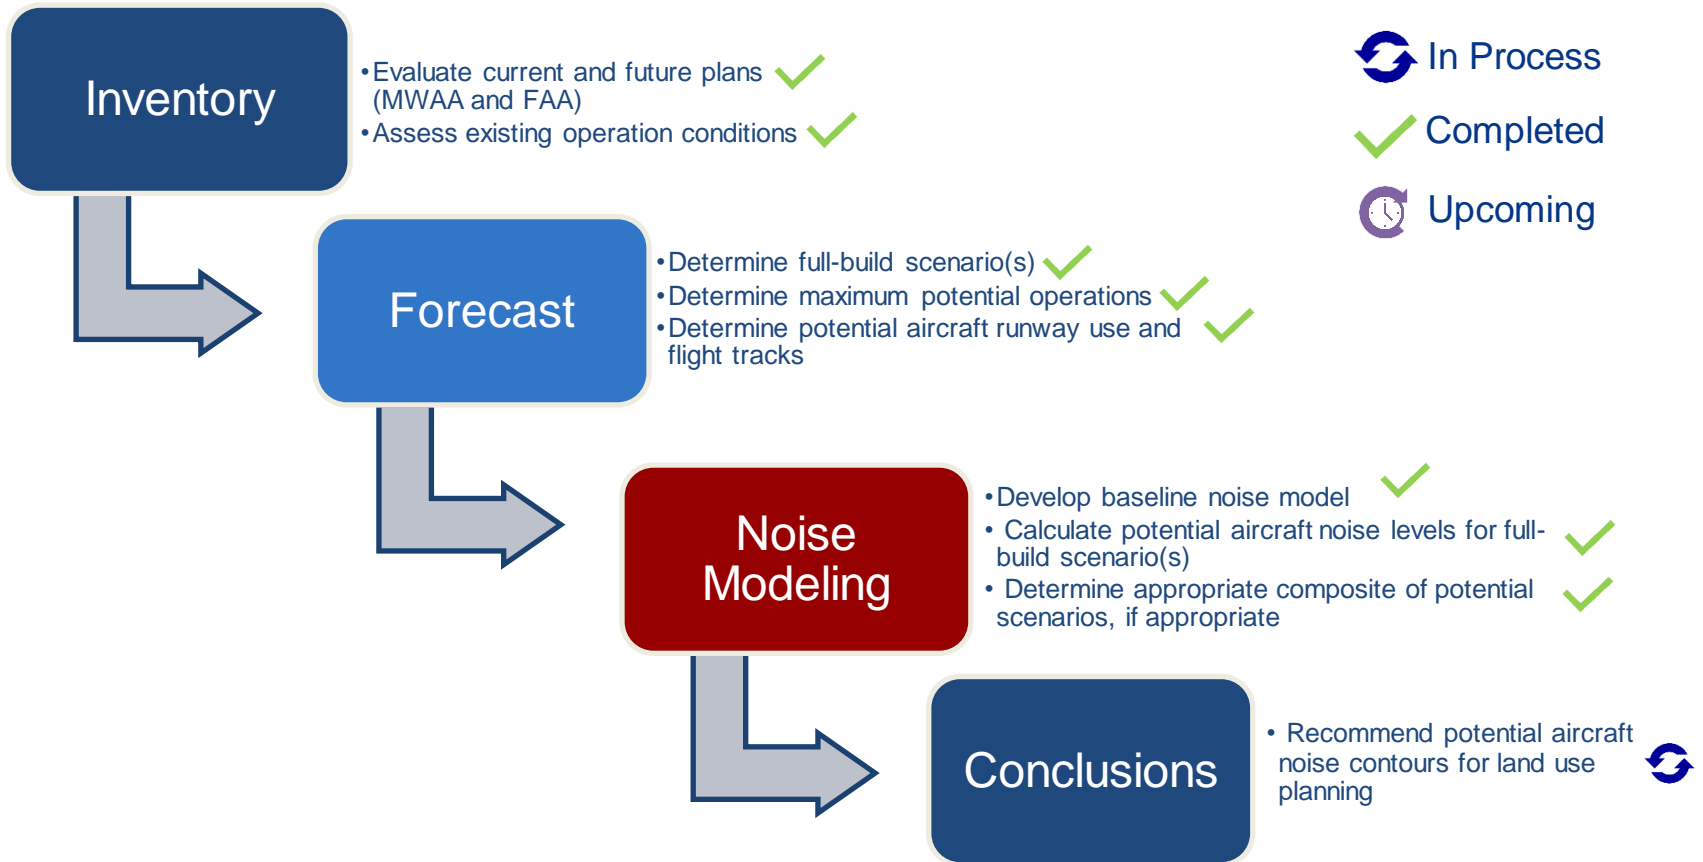 Inventory
•Evaluate current and future plans
(MWAA and FAA)
•Assess existing operation conditions
In Process
Completed
Upcoming
Forecast
•Determine full-build scenario(s)
•Determine maximum potential operations
•Determine potential aircraft runway use and
flight tracks
Noise
Modeling
•Develop baseline noise model
• Calculate potential aircraft noise levels for full-
build scenario(s)
• Determine appropriate composite of potential
scenarios, if appropriate
Conclusions
• Recommend potential aircraft
noise contours for land use
planning